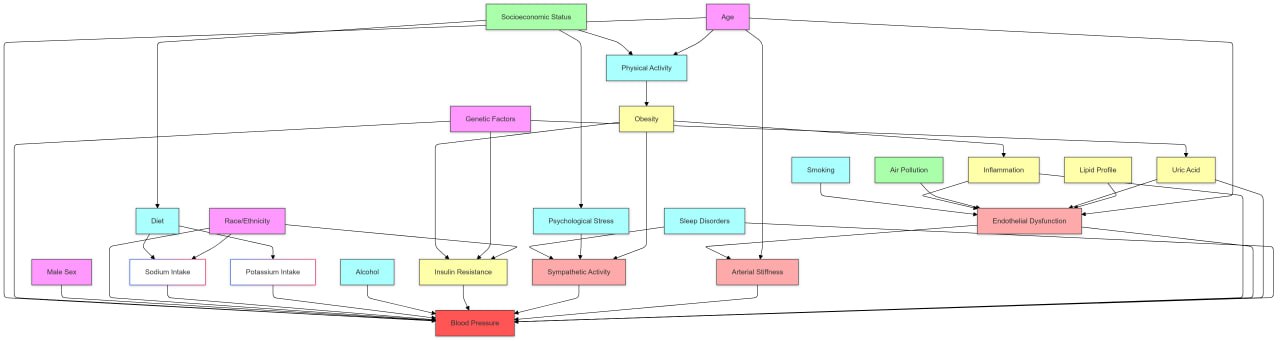 Socioeconomic Status
Age
Physical Activity
Genetic Factors
Obesity
Smoking
Air Pollution
Inflammation
Lipid Profile
Uric Acid
Diet
Race/Ethnicity
Psychological Stress
Sleep Disorders
Endothelial Dysfunction
Male Sex
Sodium Intake
Potassium Intake
Alcohol
Insulin Resistance
Sympathetic Activity
Arterial Stiffness
Blood Pressure